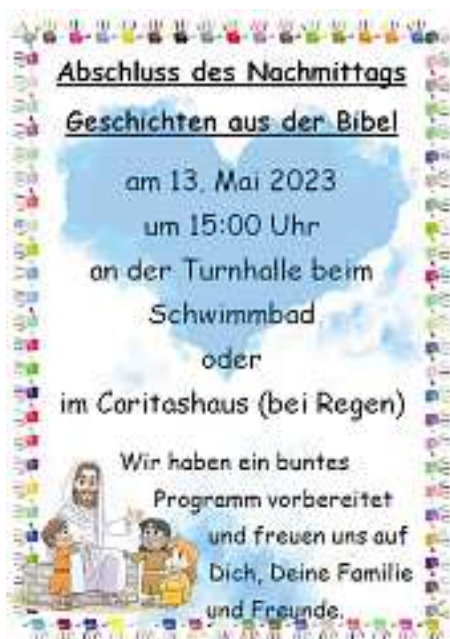 Abschluss des Nachmittags
Geschichten aus der Bibel
am 13. Mai 2023
um 15:00 Uhr
an der Turnhalle beim
Schwimmbad
oder
im Caritashaus (bei Regen)
Wir haben ein buntes
Programm vorbereitet
und freuen uns auf
Dich, Deine Familie
und Freunde.